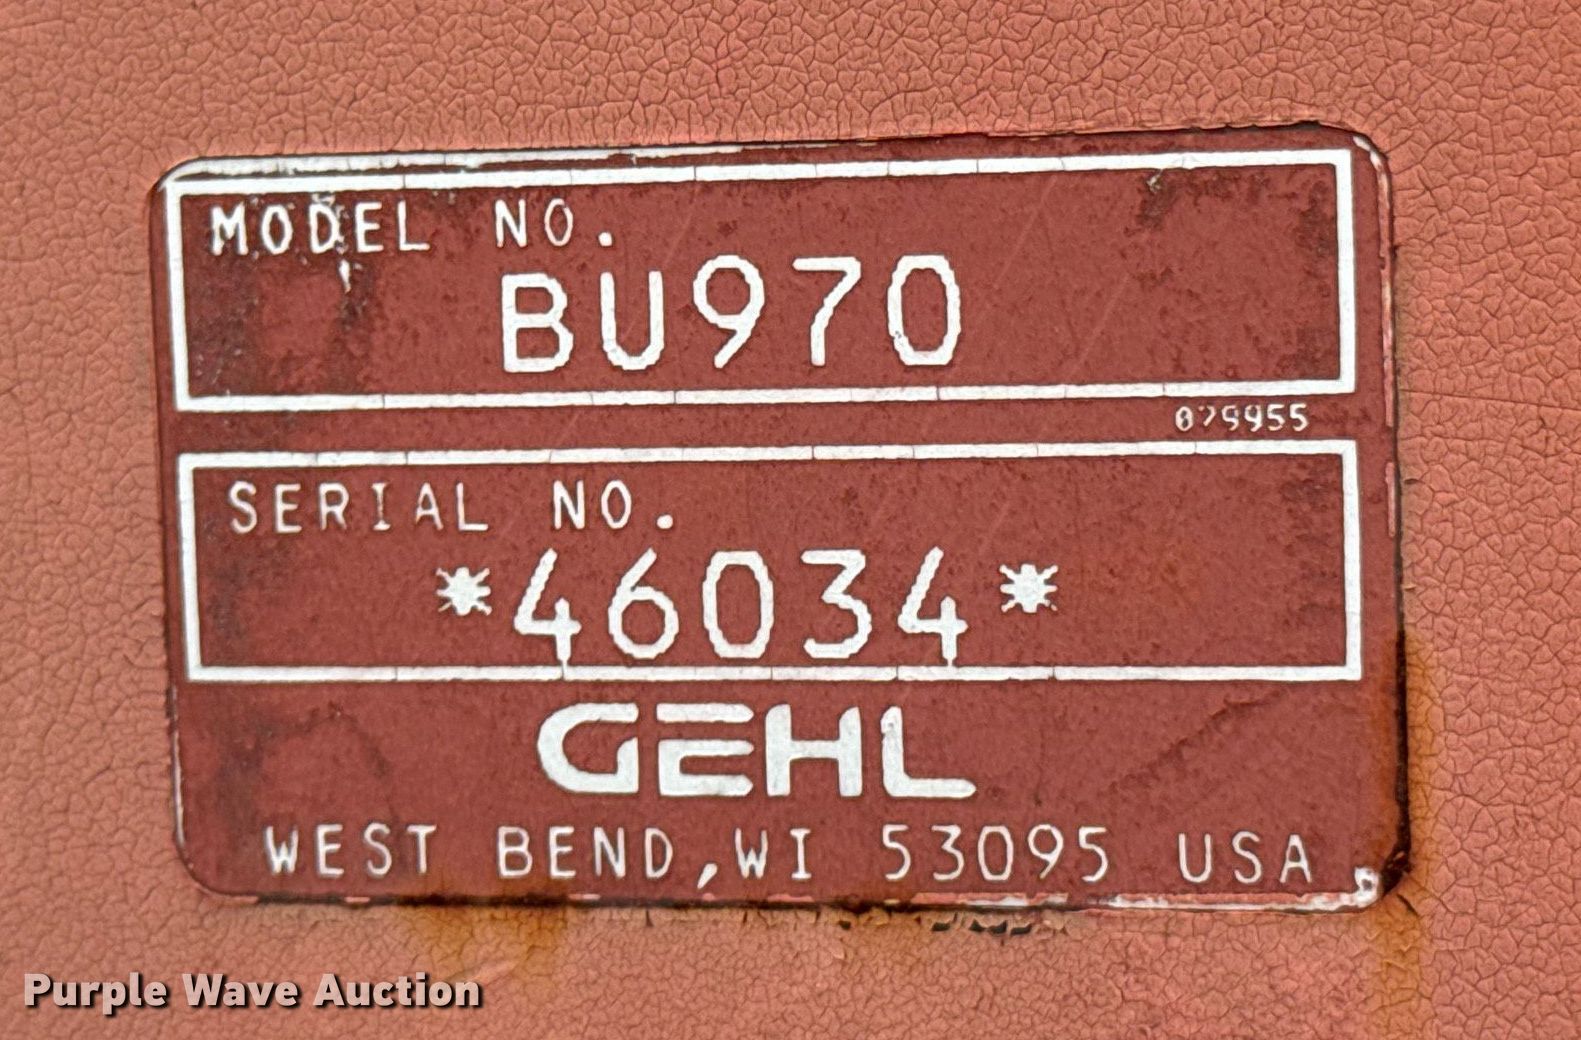 MODEL NO.
BU970
079955
SERIAL NO.
*46034*
GEHL
WEST BEND, WI 53095 USA
Purple Wave Auction